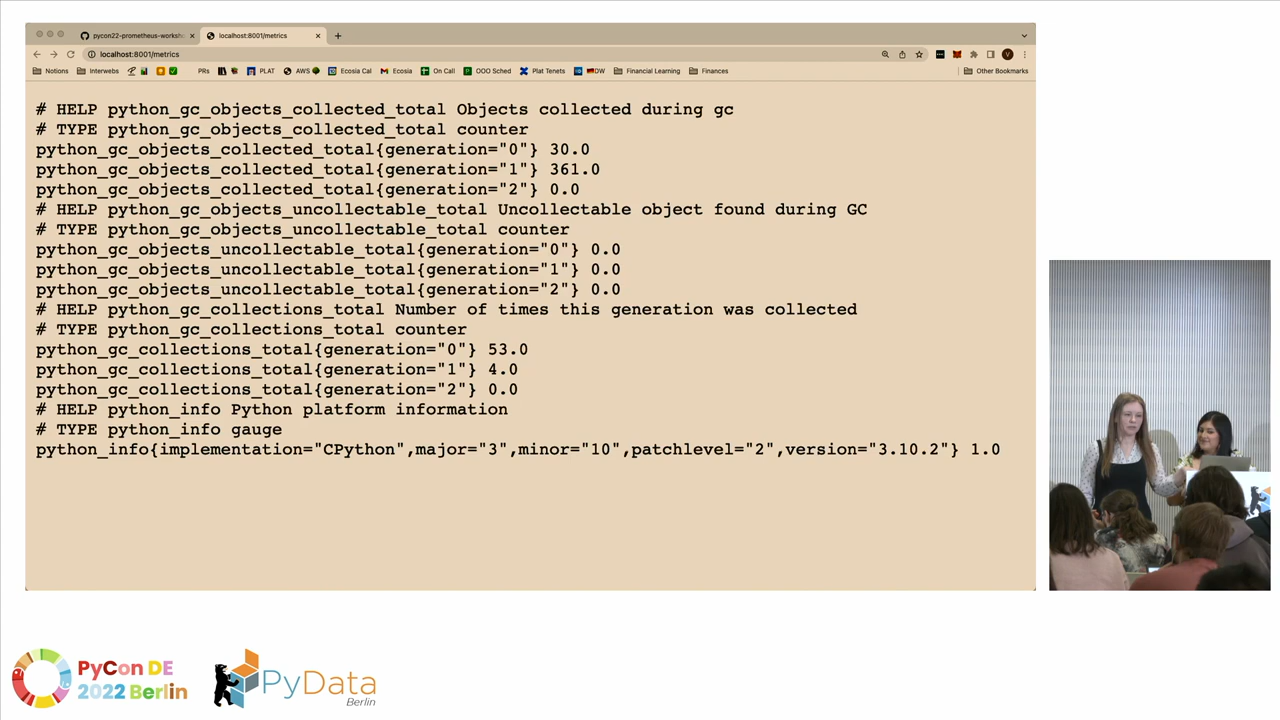 pycon22-prometheus-worksh
localhost:8001/metrics
localhost:8001/metrics
Notions
Interwebs
PRs
PLAT
AWS
Ecosia Cal
Ecosia
On Call
OOO Sched
Plat Tenets
DW
Financial Learning
Finances
Other Bookmarks
# HELP python_gc_objects_collected_total Objects collected during gc
# TYPE python_gc_objects_collected_total counter
python_gc_objects_collected_total{generation="0"} 30.0
python_gc_objects_collected_total{generation="1"} 361.0
python_gc_objects_collected_total{generation="2"} 0.0
# HELP python_gc_objects_uncollectable_total Uncollectable object found during GC
# TYPE python_gc_objects_uncollectable_total counter
python_gc_objects_uncollectable_total{generation="0"} 0.0
python_gc_objects_uncollectable_total{generation="1"} 0.0
python_gc_objects_uncollectable_total{generation="2"} 0.0
# HELP python_gc_collections_total Number of times this generation was collected
# TYPE python_gc_collections_total counter
python_gc_collections_total{generation="0"} 53.0
python_gc_collections_total{generation="1"} 4.0
python_gc_collections_total{generation="2"} 0.0
# HELP python_info Python platform information
# TYPE python_info gauge
python_info{implementation="CPython",major="3",minor="10",patchlevel="2",version="3.10.2"} 1.0
PyCon DE
2022 Berlin
PyData
Berlin